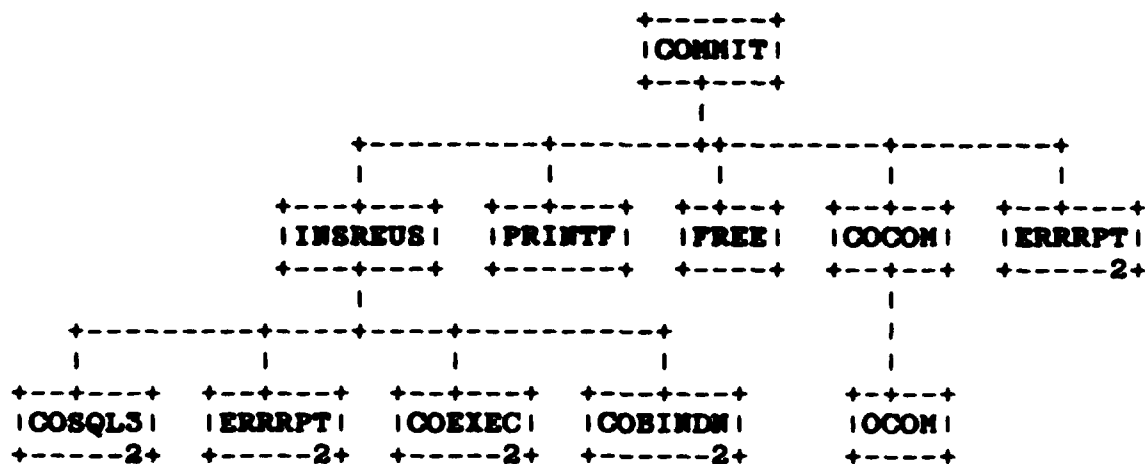 COMMIT
INSREUS PRINTF FREE COCOM ERRRPT
2
COSQL3 ERRRPT COEXEC COBINDN OCOM
2 2 2 2